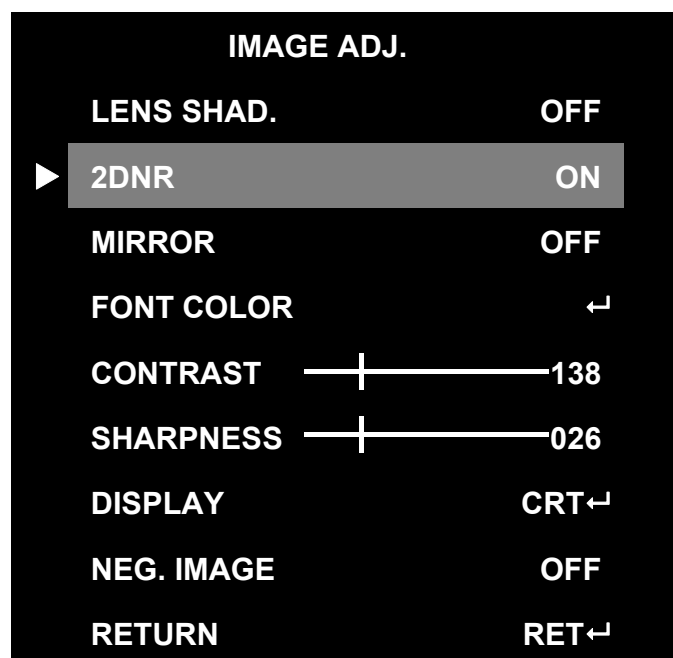 IMAGE ADJ.
LENS SHAD. OFF
2DNR ON
MIRROR OFF
FONT COLOR ↵
CONTRAST 138
SHARPNESS 026
DISPLAY CRT↵
NEG. IMAGE OFF
RETURN RET↵